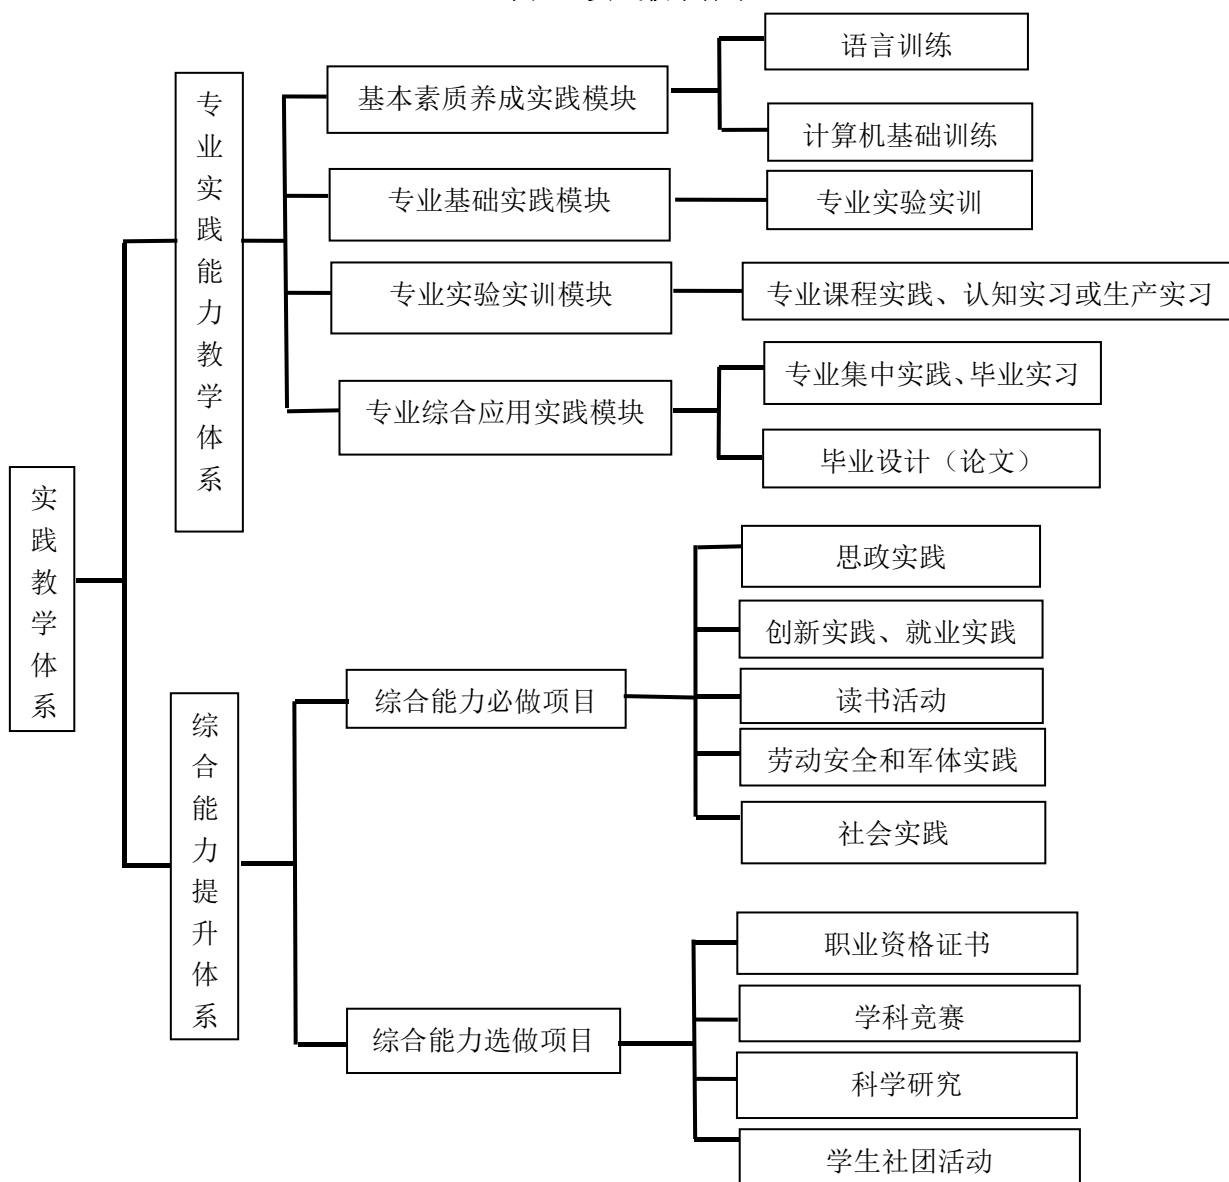 语言训练
基本素质养成实践模块
计算机基础训练
专业基础实践模块
专业实验实训
专业实验实训模块
专业课程实践、认知实习或生产实习
专业集中实践、毕业实习
专业综合应用实践模块
毕业设计（论文）
专业实践能力教学体系
实践教学体系
思政实践
创新实践、就业实践
综合能力必做项目
读书活动
劳动安全和军体实践
社会实践
综合能力提升体系
职业资格证书
学科竞赛
综合能力选做项目
科学研究
学生社团活动